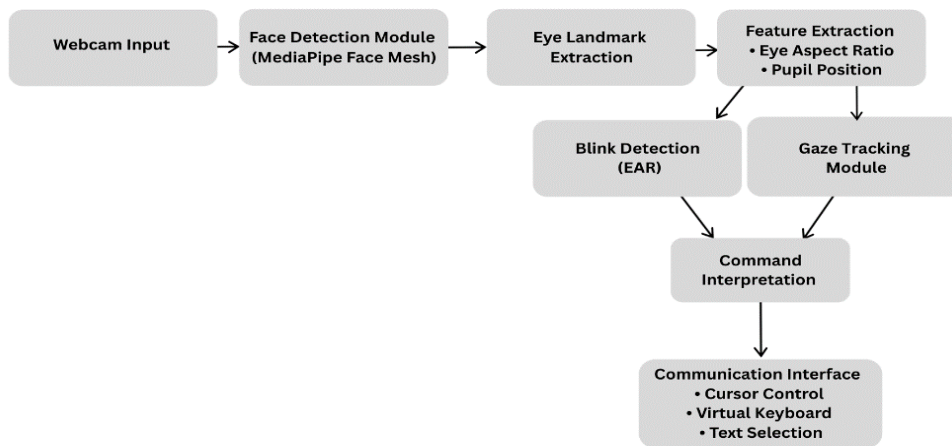 Webcam Input
Face Detection Module
(MediaPipe Face Mesh)
Eye Landmark
Extraction
Feature Extraction
• Eye Aspect Ratio
• Pupil Position
Blink Detection
(EAR)
Gaze Tracking
Module
Command
Interpretation
Communication Interface
• Cursor Control
• Virtual Keyboard
• Text Selection